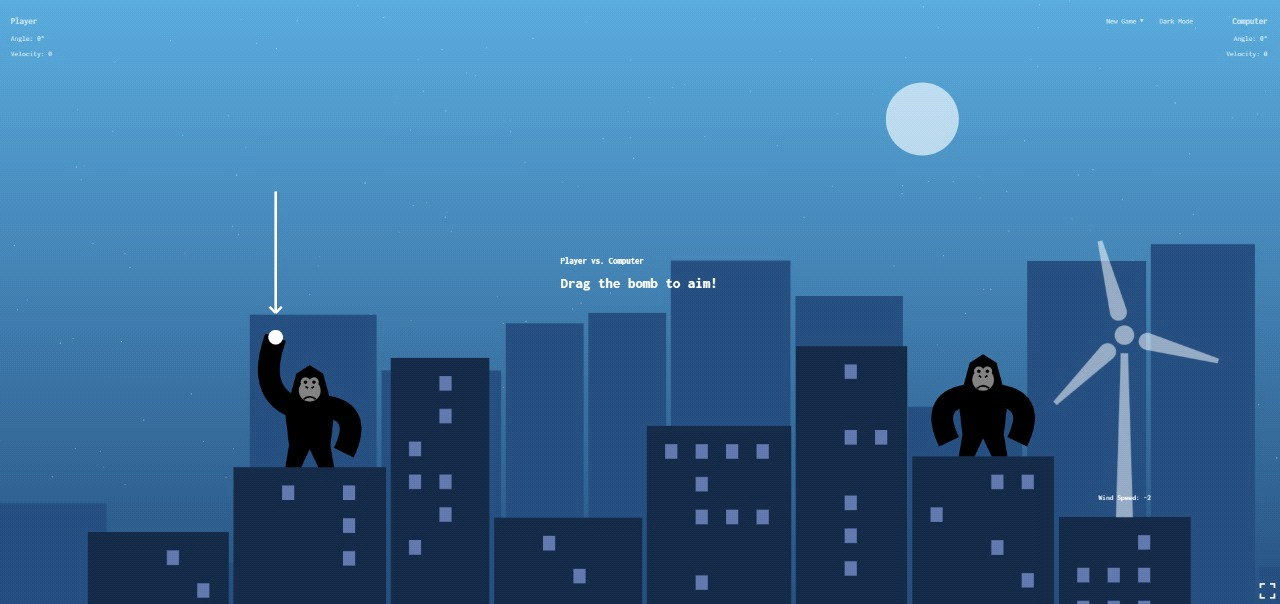 Player
Angle: 0°
Velocity: 0
New Game ▾
Dark Mode
Computer
Angle: 0°
Velocity: 0
Player vs. Computer
Drag the bomb to aim!
Wind Speed: -2